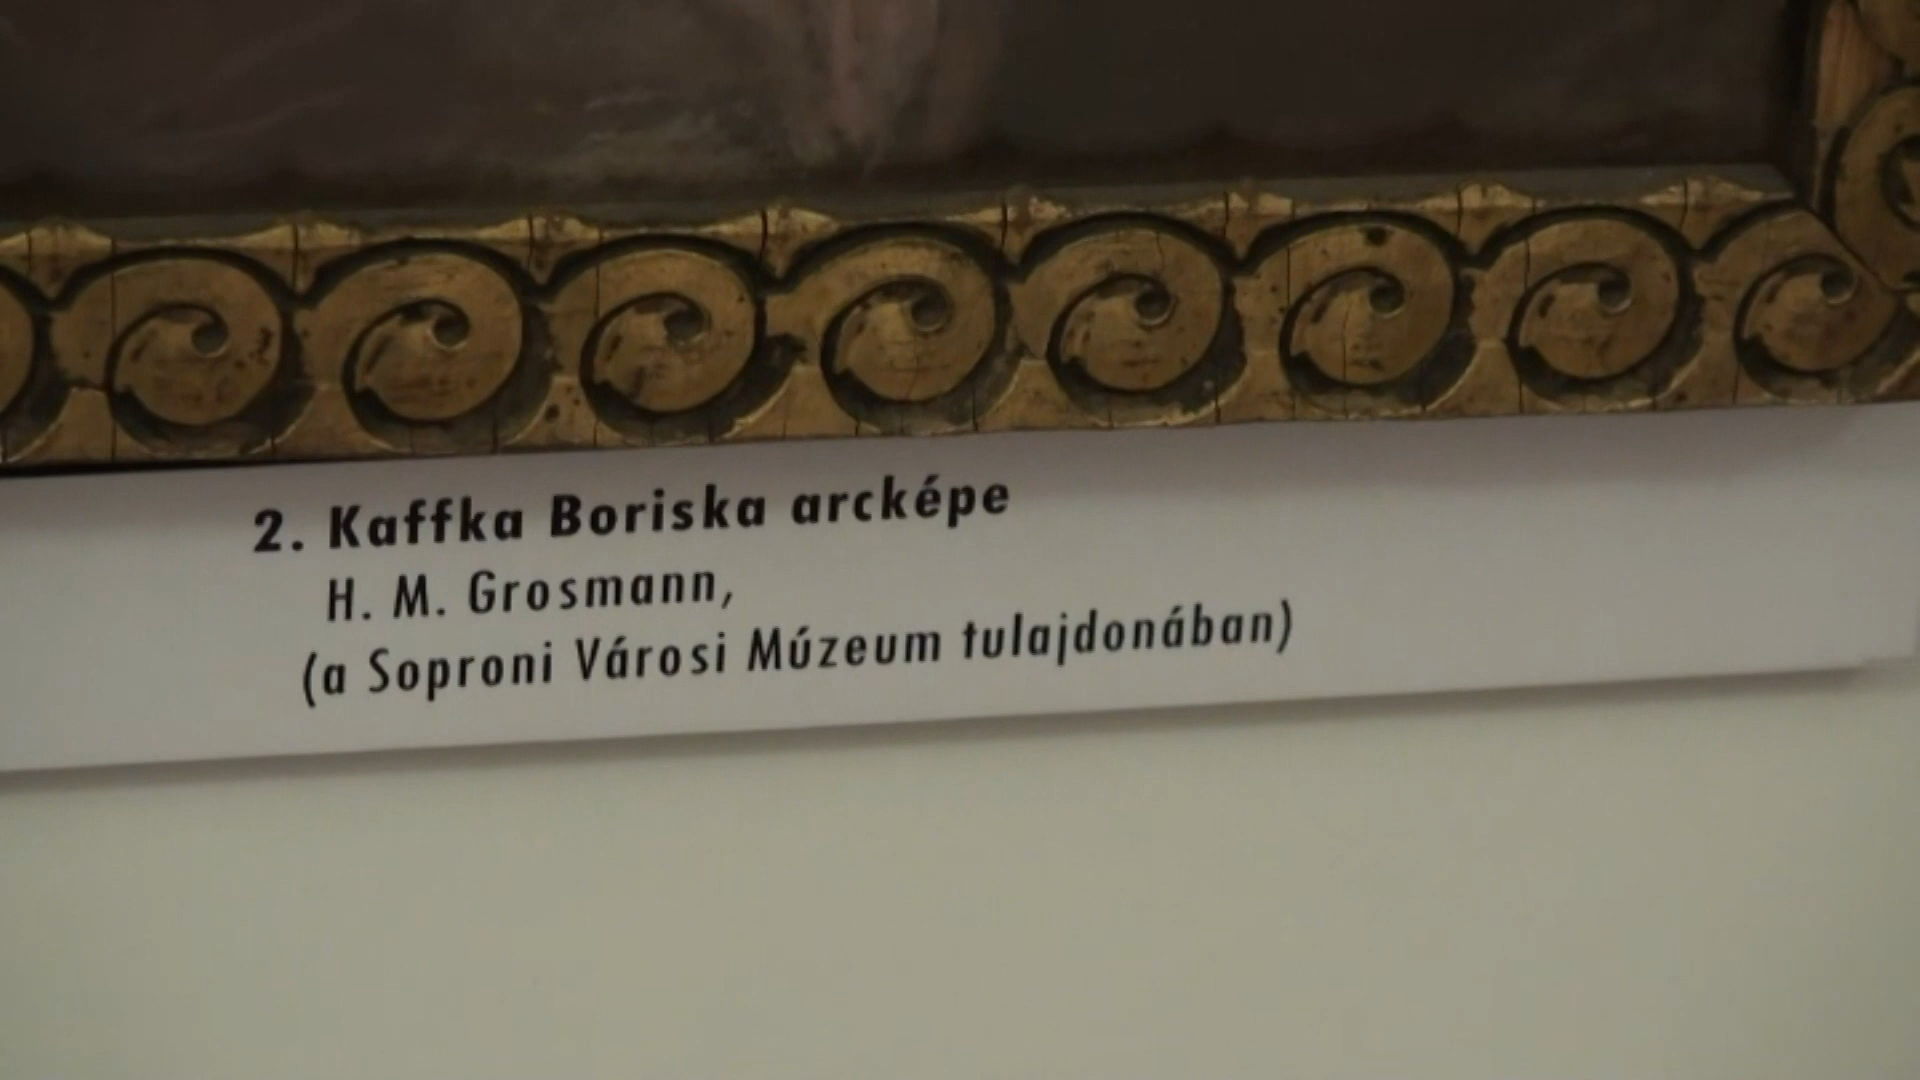 2. Kaffka Boriska arcképe
H. M. Grosmann,
(a Soproni Városi Múzeum tulajdonában)